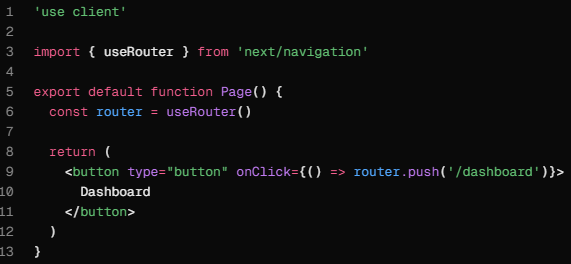 1 'use client'
2
3 import { useRouter } from 'next/navigation'
4
5 export default function Page() {
6   const router = useRouter()
7
8   return (
9     <button type="button" onClick={() => router.push('/dashboard')}>
10       Dashboard
11     </button>
12   )
13 }